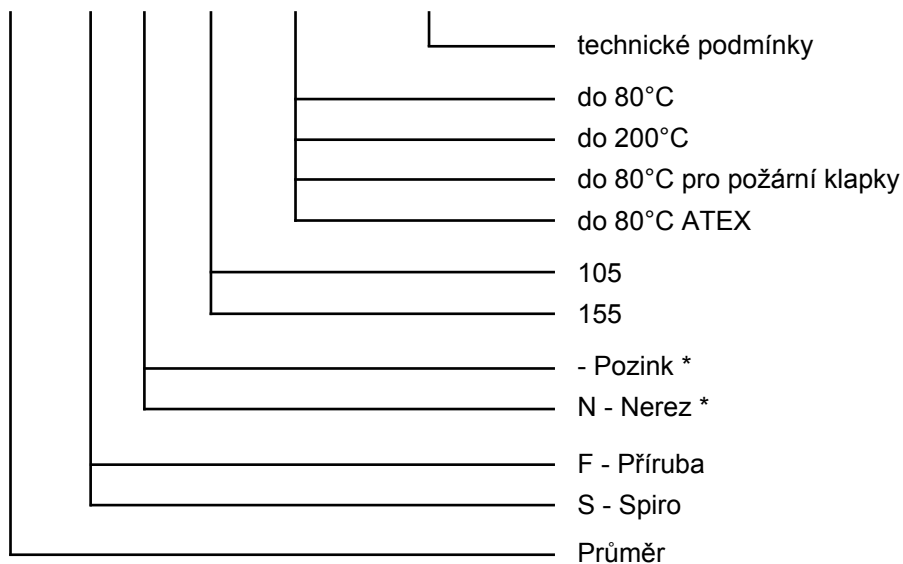 technické podmínky
do 80°C
do 200°C
do 80°C pro požární klapky
do 80°C ATEX
105
155
- Pozink *
N - Nerez *
F - Příruba
S - Spiro
Průměr